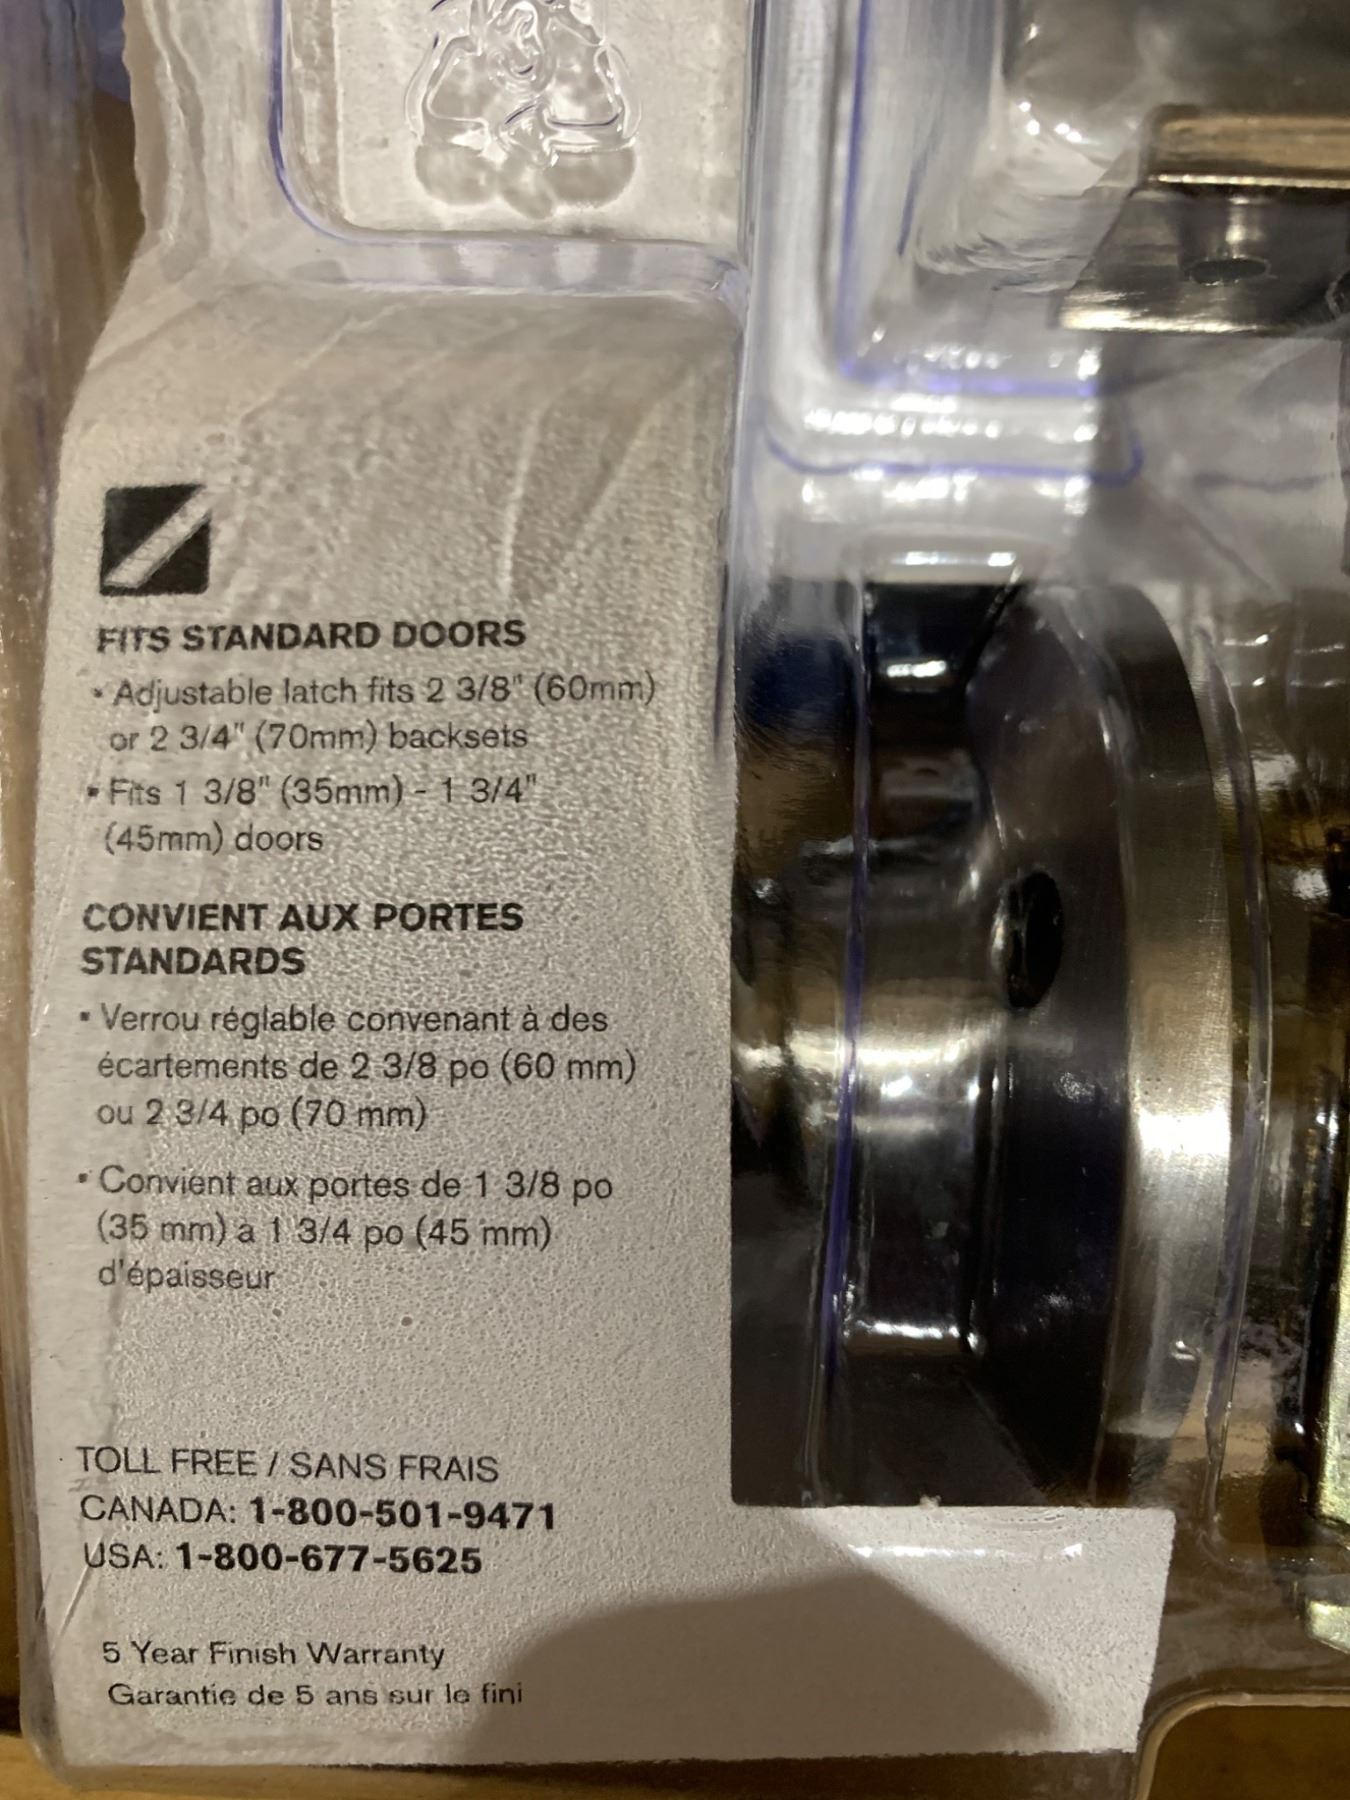 FITS STANDARD DOORS
• Adjustable latch fits 2 3/8" (60mm)
or 2 3/4" (70mm) backsets
• Fits 1 3/8" (35mm) - 1 3/4"
(45mm) doors
CONVIENT AUX PORTES
STANDARDS
• Verrou réglable convenant à des
écartements de 2 3/8 po (60 mm)
ou 2 3/4 po (70 mm)
• Convient aux portes de 1 3/8 po
(35 mm) à 1 3/4 po (45 mm)
d'épaisseur
TOLL FREE / SANS FRAIS
CANADA: 1-800-501-9471
USA: 1-800-677-5625
5 Year Finish Warranty
Garantie de 5 ans sur le fini